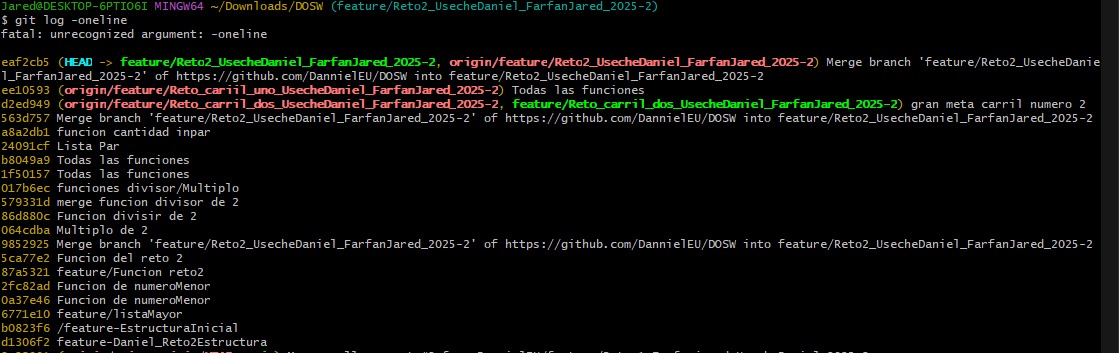 Jared@DESKTOP-6PTIO6I MINGW64 ~/Downloads/DOSW (feature/Reto2_UsecheDaniel_FarfanJared_2025-2)
$ git log -oneline
fatal: unrecognized argument: -oneline
eaf2cb5 (HEAD -> feature/Reto2_UsecheDaniel_FarfanJared_2025-2, origin/feature/Reto2_UsecheDaniel_FarfanJared_2025-2) Merge branch 'feature/Reto2_UsecheDanie
l_FarfanJared_2025-2' of https://github.com/DannielEU/DOSW into feature/Reto2_UsecheDaniel_FarfanJared_2025-2
ee10593 (origin/feature/Reto_cariil_uno_UsecheDaniel_FarfanJared_2025-2) Todas las funciones
d2ed949 (origin/feature/Reto_carril_dos_UsecheDaniel_FarfanJared_2025-2, feature/Reto_carril_dos_UsecheDaniel_FarfanJared_2025-2) gran meta carril numero 2
563d757 Merge branch 'feature/Reto2_UsecheDaniel_FarfanJared_2025-2' of https://github.com/DannielEU/DOSW into feature/Reto2_UsecheDaniel_FarfanJared_2025-2
a8a2db1 funcion cantidad inpar
24091cf Lista Par
b8049a9 Todas las funciones
1f50157 Todas las funciones
017b6ec funciones divisor/Multiplo
579331d merge funcion divisor de 2
86d880c Funcion divisir de 2
064cdba Multiplo de 2
9852925 Merge branch 'feature/Reto2_UsecheDaniel_FarfanJared_2025-2' of https://github.com/DannielEU/DOSW into feature/Reto2_UsecheDaniel_FarfanJared_2025-2
5ca77e2 Funcion del reto 2
87a5321 feature/Funcion reto2
2fc82ad Funcion de numeroMenor
0a37e46 Funcion de numeroMenor
6771e10 feature/listaMayor
b0823f6 /feature-EstructuraInicial
d1306f2 feature-Daniel_Reto2Estructura